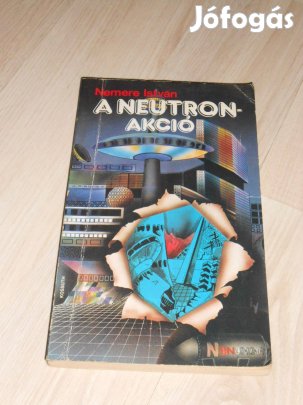 Jófogás
Nemere István
A NEUTRON-
AKCIÓ